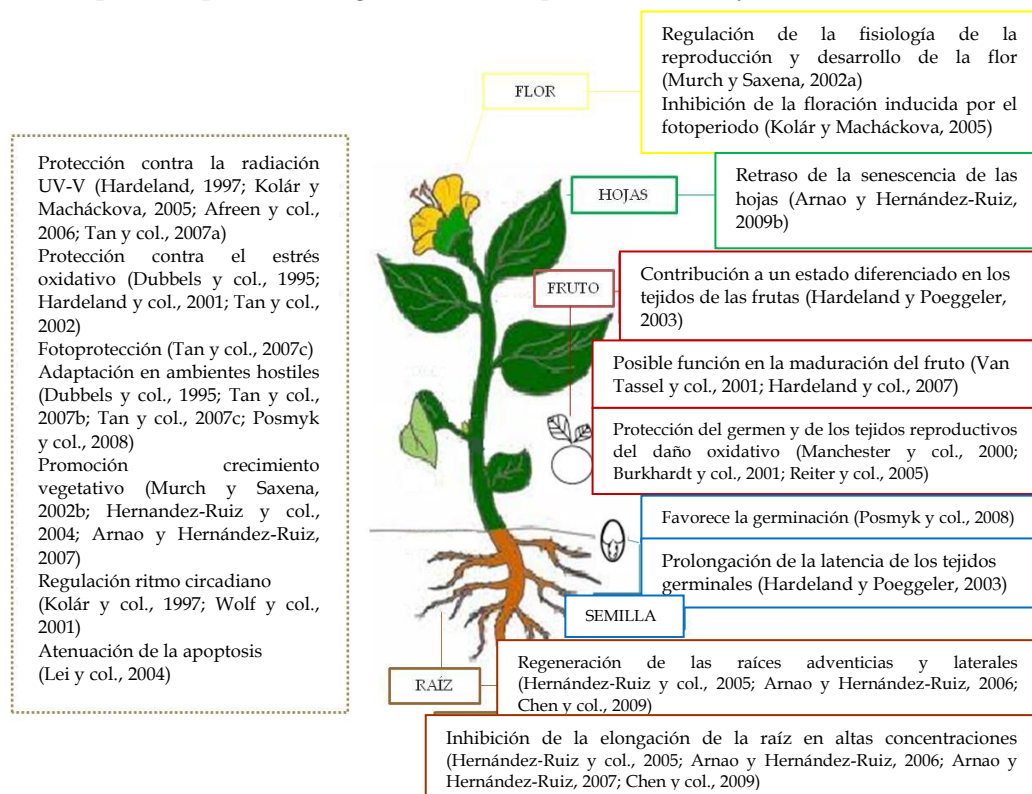 FLOR
Regulación de la fisiología de la
reproducción y desarrollo de la flor
(Murch y Saxena, 2002a)
Inhibición de la floración inducida por el
fotoperiodo (Kolár y Macháckova, 2005)
Protección contra la radiación
UV-V (Hardeland, 1997; Kolár y
Macháckova, 2005; Afreen y col.,
2006; Tan y col., 2007a)
Protección contra el estrés
oxidativo (Dubbels y col., 1995;
Hardeland y col., 2001; Tan y col.,
2002)
Fotoprotección (Tan y col., 2007c)
Adaptación en ambientes hostiles
(Dubbels y col., 1995; Tan y col.,
2007b; Tan y col., 2007c; Posmyk
y col., 2008)
Promoción crecimiento
vegetativo (Murch y Saxena,
2002b; Hernandez-Ruiz y col.,
2004; Arnao y Hernández-Ruiz,
2007)
Regulación ritmo circadiano
(Kolár y col., 1997; Wolf y col.,
2001)
Atenuación de la apoptosis
(Lei y col., 2004)
HOJAS
Retraso de la senescencia de las
hojas (Arnao y Hernández-Ruiz,
2009b)
FRUTO
Contribución a un estado diferenciado en los
tejidos de las frutas (Hardeland y Poeggeler,
2003)
Posible función en la maduración del fruto (Van
Tassel y col., 2001; Hardeland y col., 2007)
Protección del germen y de los tejidos reproductivos
del daño oxidativo (Manchester y col., 2000;
Burkhardt y col., 2001; Reiter y col., 2005)
Favorece la germinación (Posmyk y col., 2008)
Prolongación de la latencia de los tejidos
germinales (Hardeland y Poeggeler, 2003)
SEMILLA
RAÍZ
Regeneración de las raíces adventicias y laterales
(Hernández-Ruiz y col., 2005; Arnao y Hernández-Ruiz, 2006;
Chen y col., 2009)
Inhibición de la elongación de la raíz en altas concentraciones
(Hernández-Ruiz y col., 2005; Arnao y Hernández-Ruiz, 2006; Arnao y
Hernández-Ruiz, 2007; Chen y col., 2009)